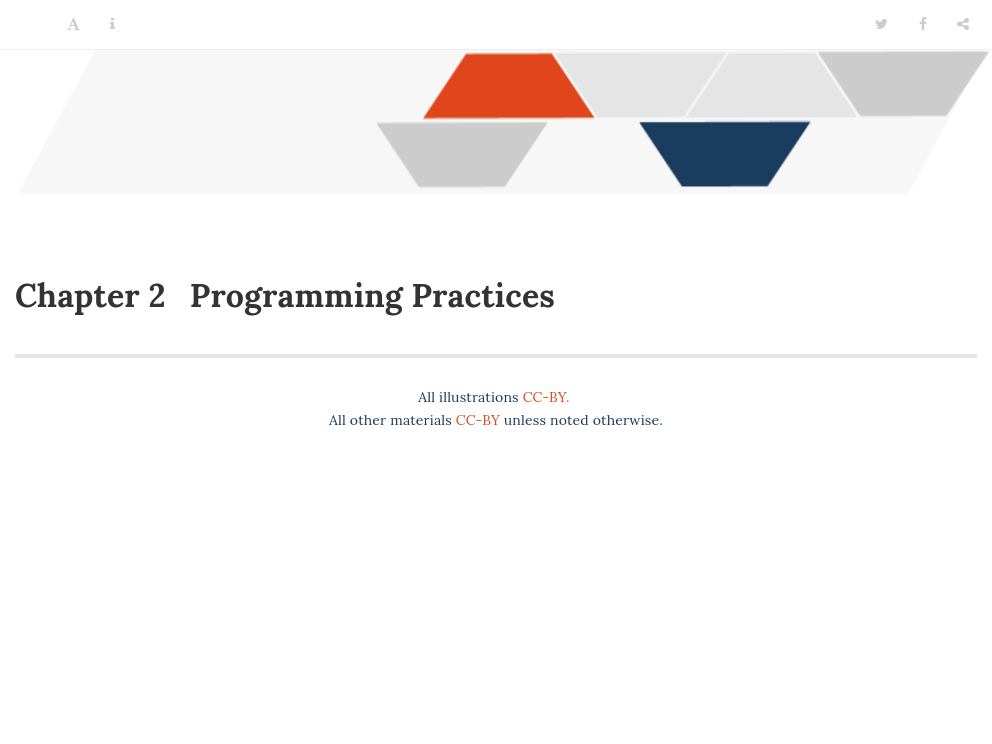 Chapter 2 Programming Practices
All illustrations CC-BY.
All other materials CC-BY unless noted otherwise.